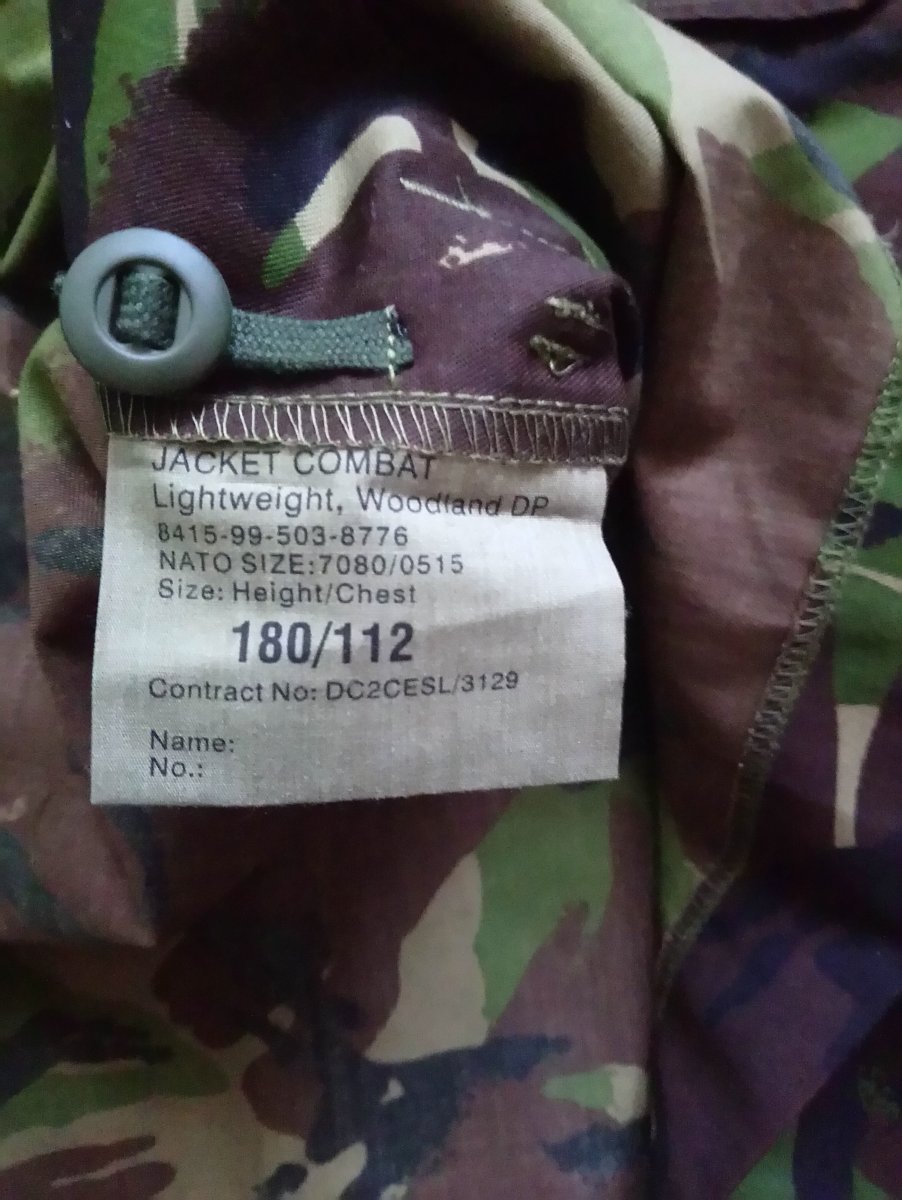 JACKET COMBAT
Lightweight, Woodland DP
8415-99-503-8776
NATO SIZE:7080/0515
Size: Height/Chest
180/112
Contract No: DC2CESL/3129
Name:
No.: